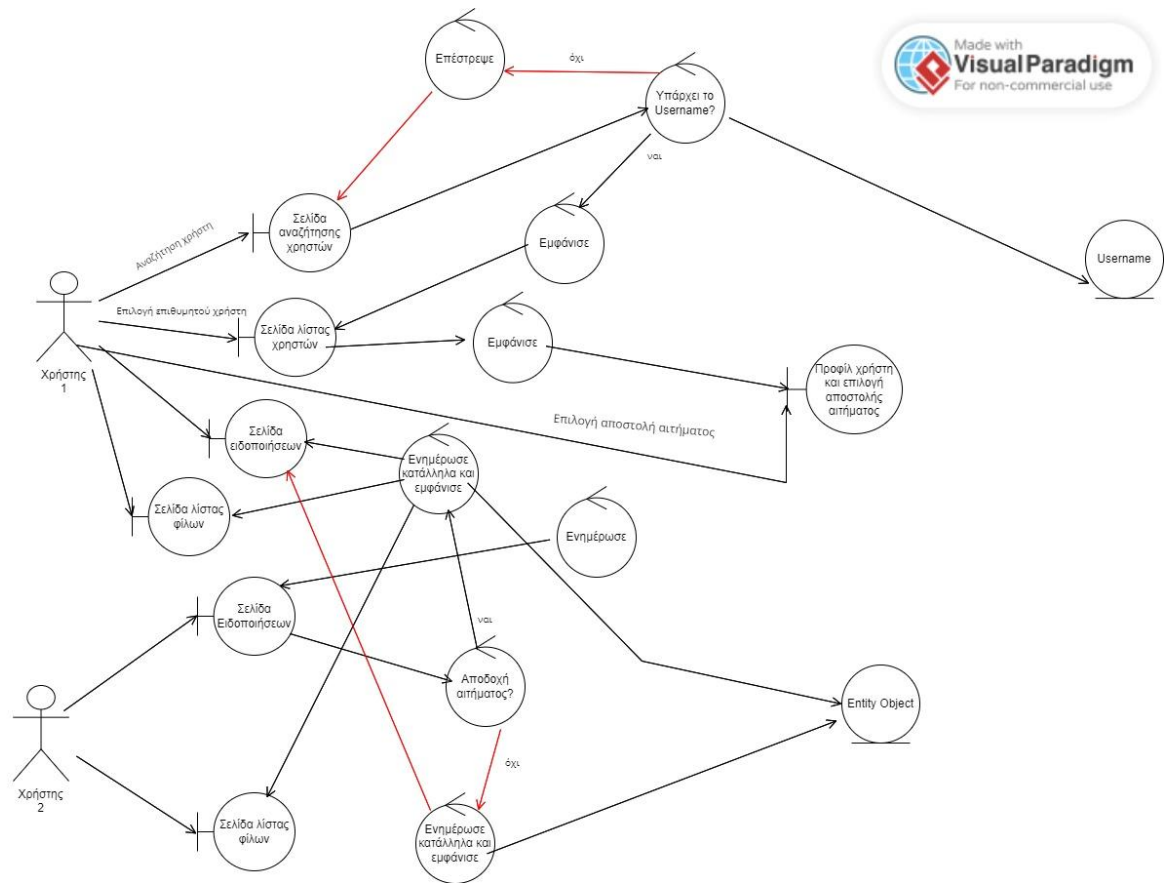 Made with
Visual Paradigm
For non-commercial use
Επέστρεψε
όχι
Υπάρχει το
Username?
ναι
Σελίδα
αναζήτησης
χρηστών
Αναζήτηση χρήστη
Εμφάνισε
Username
Επιλογή επιθυμητού χρήστη
Σελίδα λίστας
χρηστών
Εμφάνισε
Προφίλ χρήστη
και επιλογή
αποστολής
αιτήματος
Χρήστης
1
Επιλογή αποστολή αιτήματος
Σελίδα
ειδοποιήσεων
Ενημέρωσε
κατάλληλα και
εμφάνισε
Σελίδα λίστας
φίλων
Ενημέρωσε
Σελίδα
Ειδοποιήσεων
ναι
Αποδοχή
αιτήματος?
Entity Object
όχι
Χρήστης
2
Σελίδα λίστας
φίλων
Ενημέρωσε
κατάλληλα και
εμφάνισε